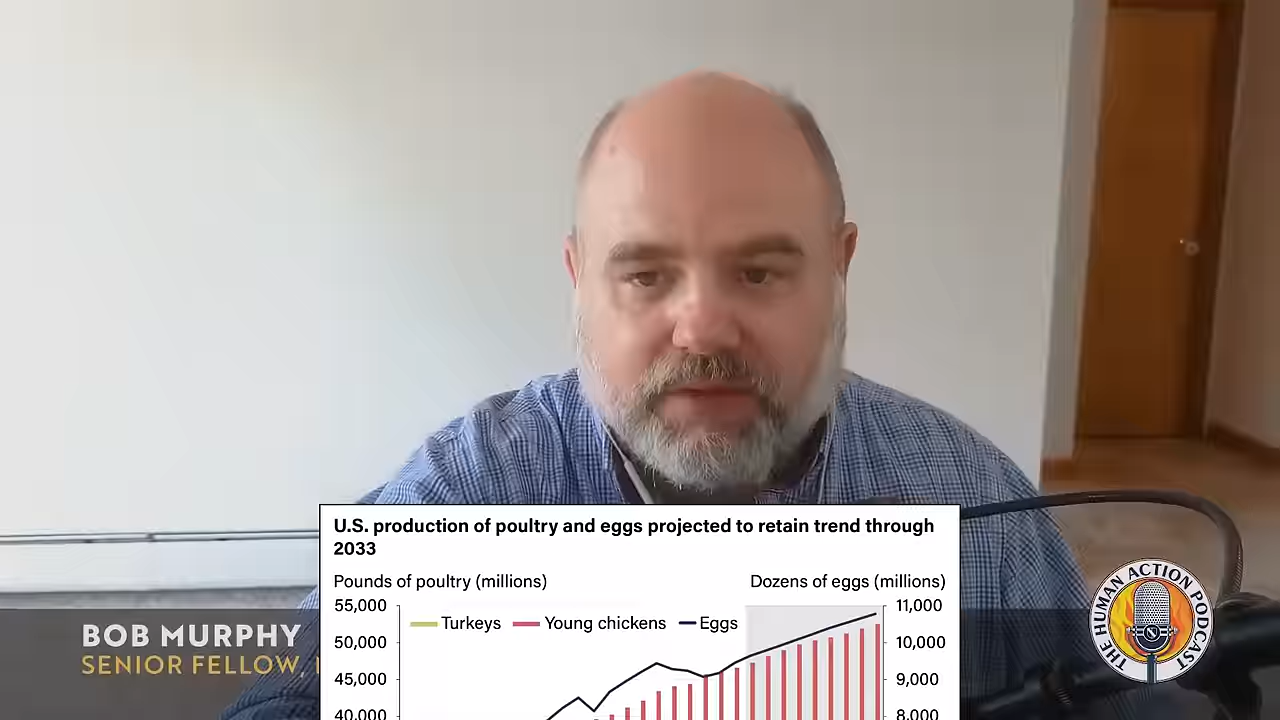 U.S. production of poultry and eggs projected to retain trend through
2033
Pounds of poultry (millions)
Dozens of eggs (millions)
55,000
11,000
Turkeys
Young chickens
Eggs
50,000
10,000
45,000
9,000
40,000
8,000
BOB MURPHY
SENIOR FELLOW,
THE HUMAN ACTION PODCAST